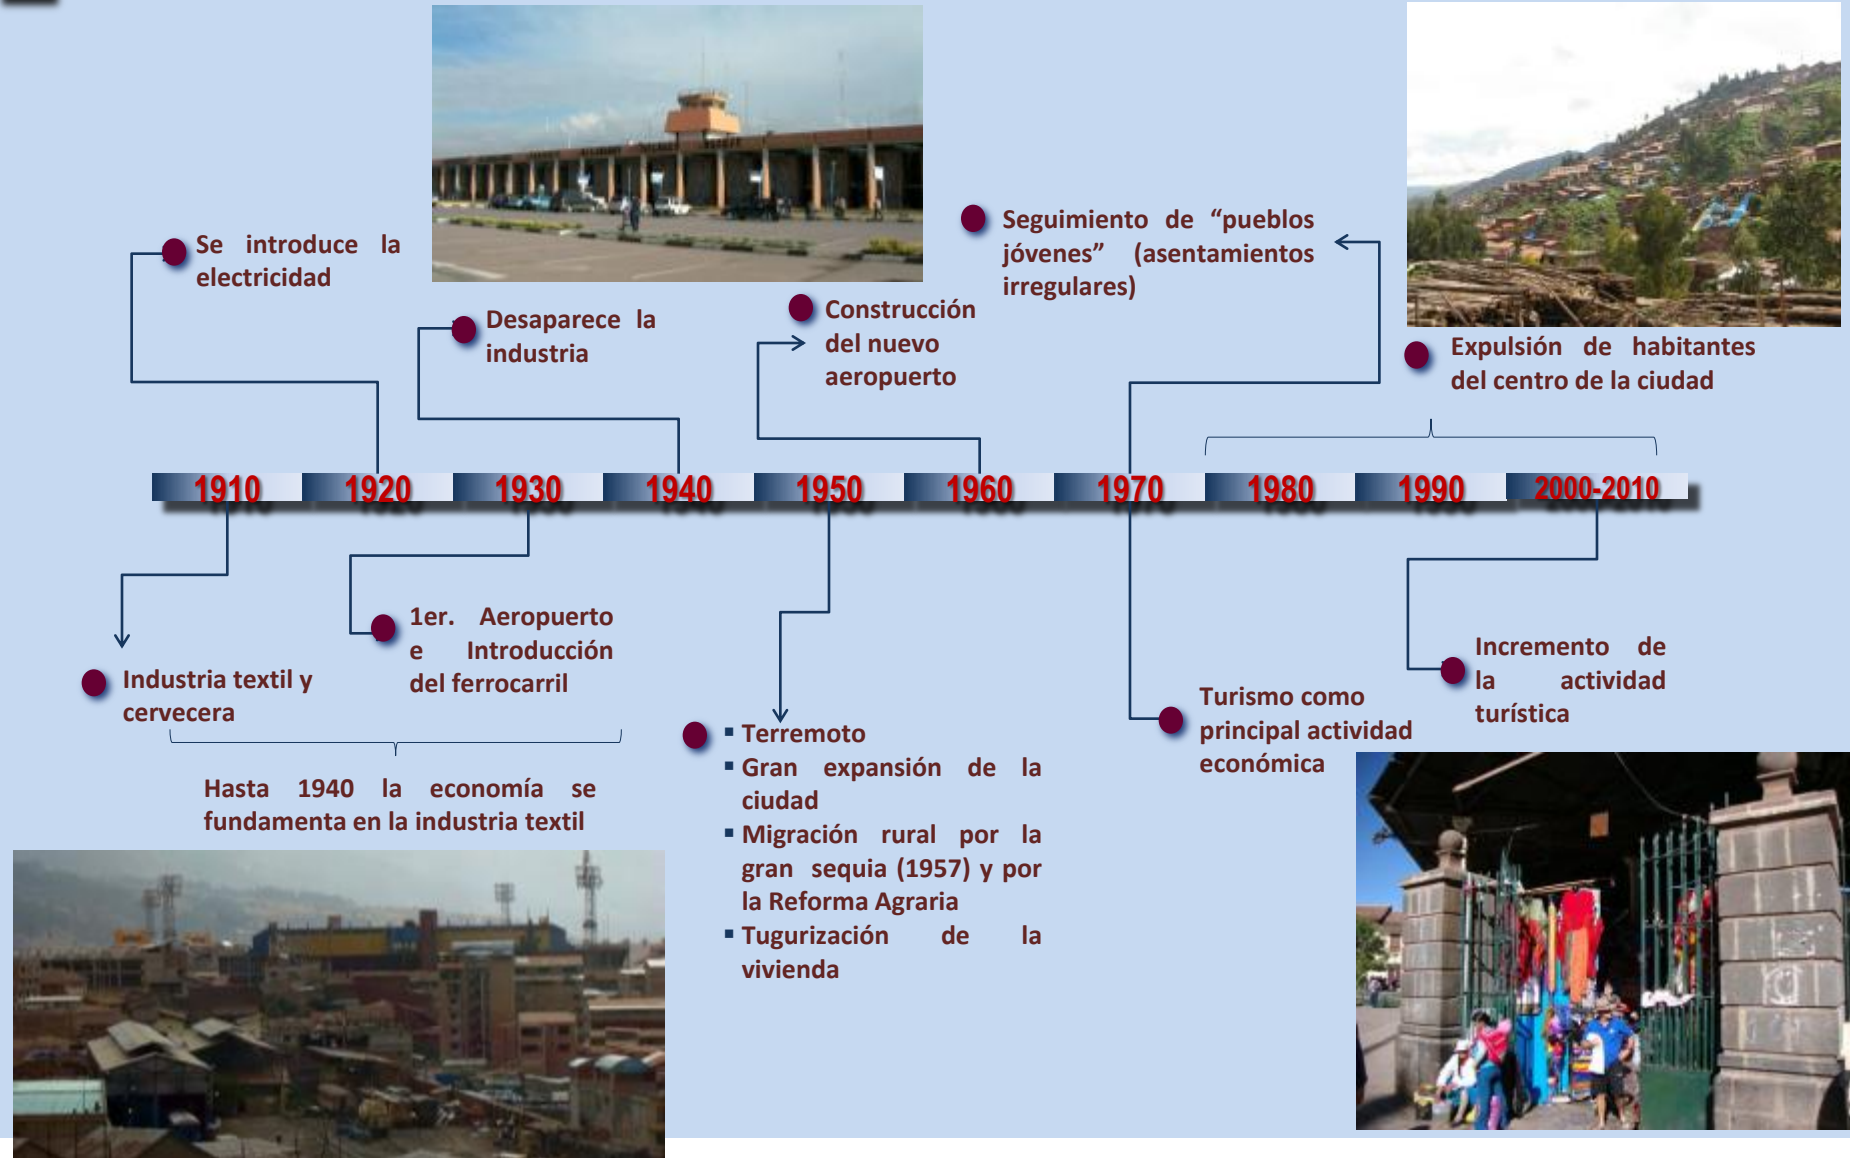 Se introduce la
electricidad
Desaparece la
industria
Construcción
del nuevo
aeropuerto
Seguimiento de “pueblos
jóvenes” (asentamientos
irregulares)
Expulsión de habitantes
del centro de la ciudad
1910 1920 1930 1940 1950 1960 1970 1980 1990 2000-2010
Industria textil y
cervecera
1er. Aeropuerto
e Introducción
del ferrocarril
Hasta 1940 la economía se
fundamenta en la industria textil
▪ Terremoto
▪ Gran expansión de la
ciudad
▪ Migración rural por la
gran sequia (1957) y por
la Reforma Agraria
▪ Tugurización de la
vivienda
Turismo como
principal actividad
económica
Incremento de
la actividad
turística